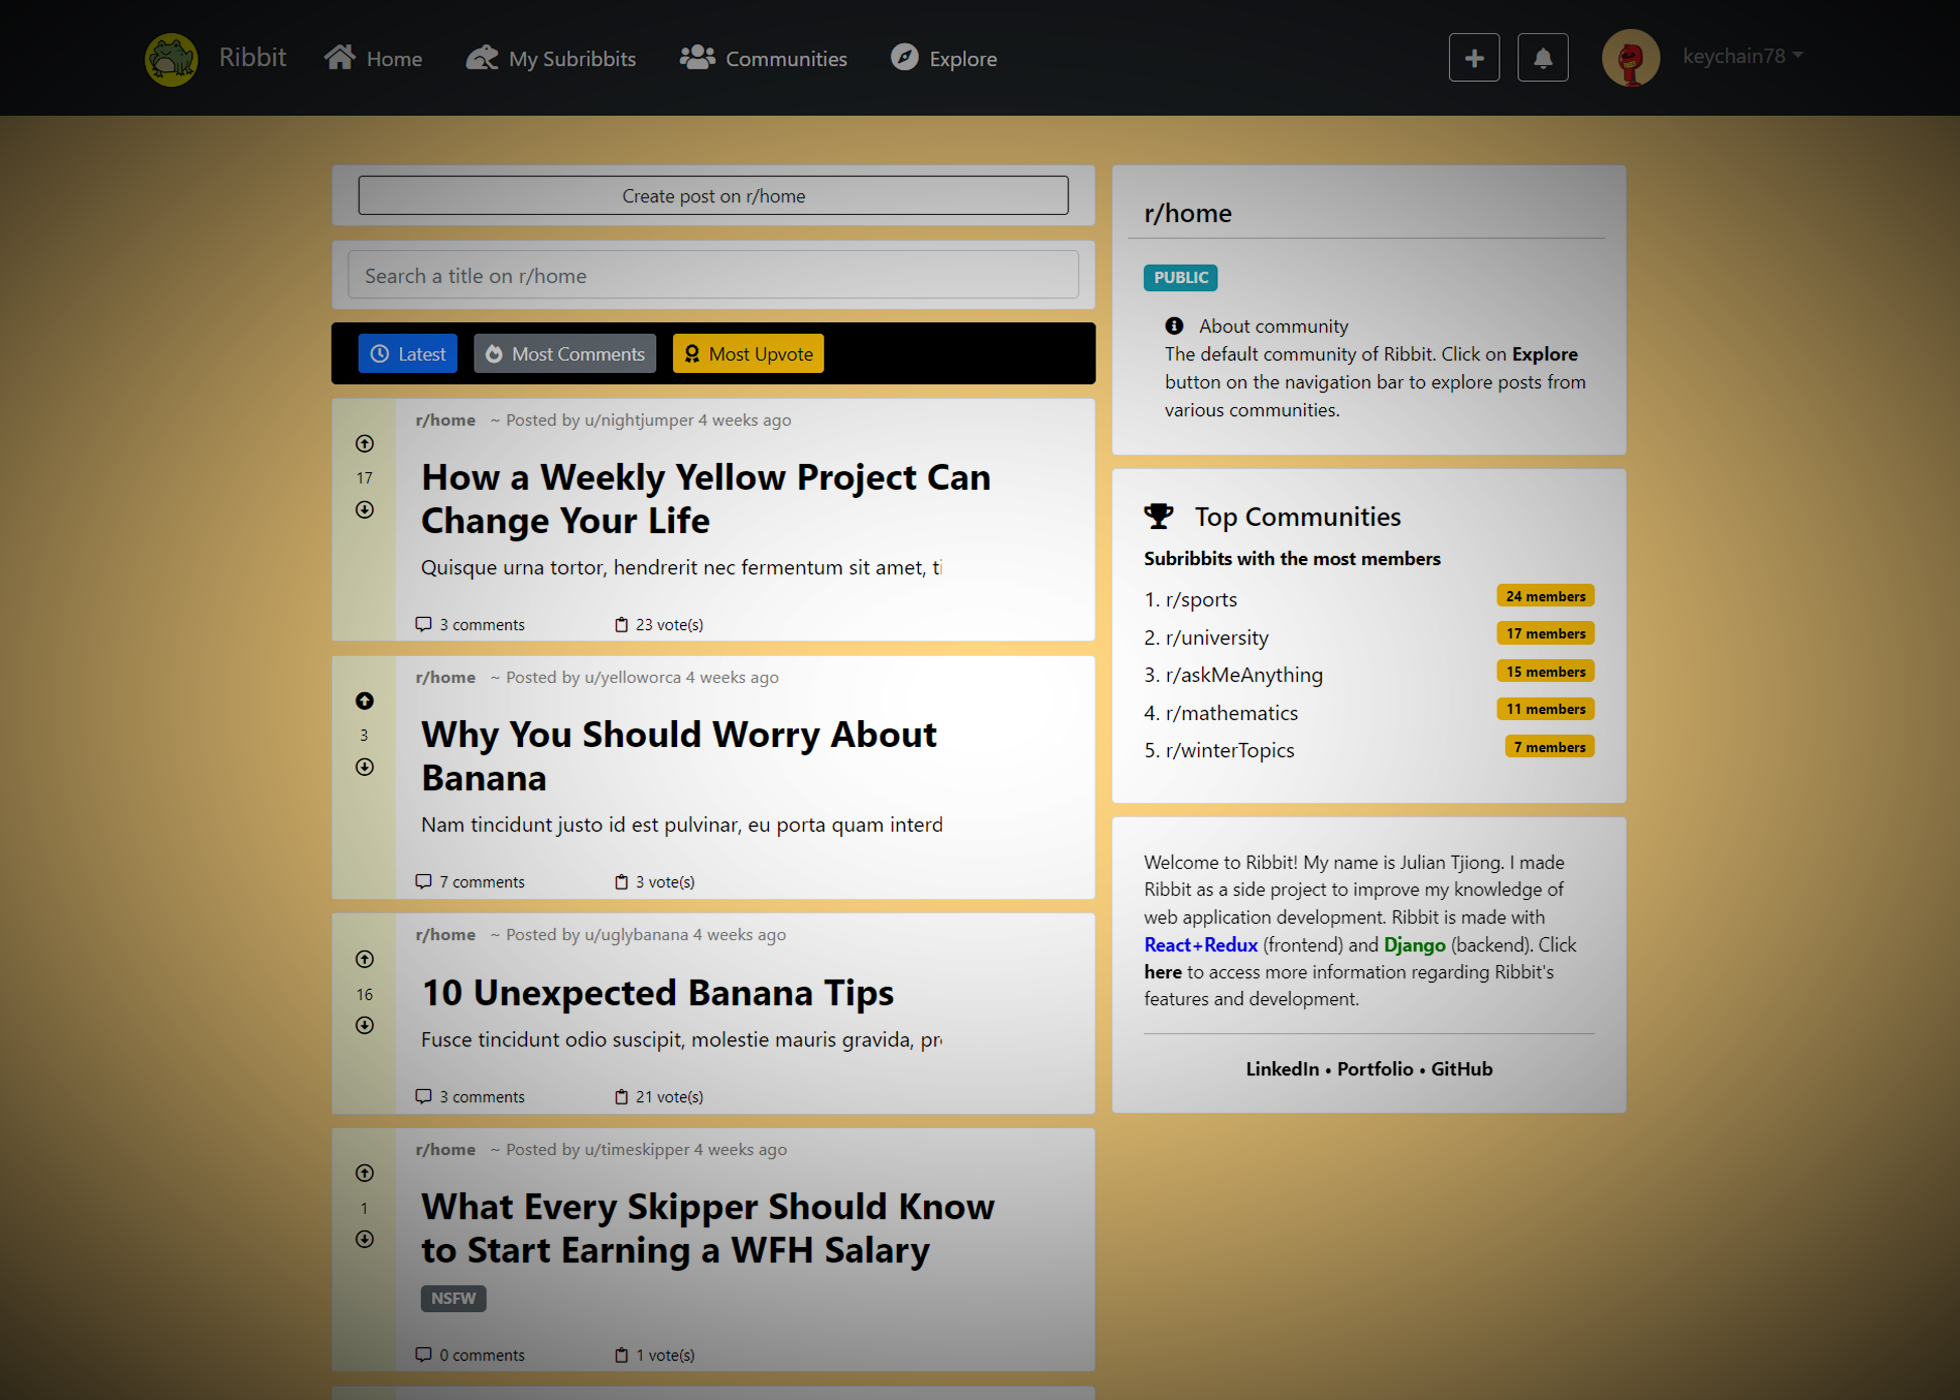 Ribbit
Home
My Subribbits
Communities
Explore
keychain78
Create post on r/home
Search a title on r/home
Latest
Most Comments
Most Upvote
r/home ~ Posted by u/nightjumper 4 weeks ago
17
How a Weekly Yellow Project Can
Change Your Life
Quisque urna tortor, hendrerit nec fermentum sit amet,
3 comments
23 vote(s)
r/home ~ Posted by u/yelloworca 4 weeks ago
3
Why You Should Worry About
Banana
Nam tincidunt justo id est pulvinar, eu porta quam interd
7 comments
3 vote(s)
r/home ~ Posted by u/uglybanana 4 weeks ago
16
10 Unexpected Banana Tips
Fusce tincidunt odio suscipit, molestie mauris gravida,
3 comments
21 vote(s)
r/home ~ Posted by u/timeskipper 4 weeks ago
1
What Every Skipper Should Know
to Start Earning a WFH Salary
NSFW
0 comments
1 vote(s)
r/home
PUBLIC
About community
The default community of Ribbit. Click on Explore
button on the navigation bar to explore posts from
various communities.
Top Communities
Subribbits with the most members
1. r/sports 24 members
2. r/university 17 members
3. r/askMeAnything 15 members
4. r/mathematics 11 members
5. r/winterTopics 7 members
Welcome to Ribbit! My name is Julian Tjiong. I made
Ribbit as a side project to improve my knowledge of
web application development. Ribbit is made with
React+Redux (frontend) and Django (backend). Click
here to access more information regarding Ribbit's
features and development.
LinkedIn • Portfolio • GitHub